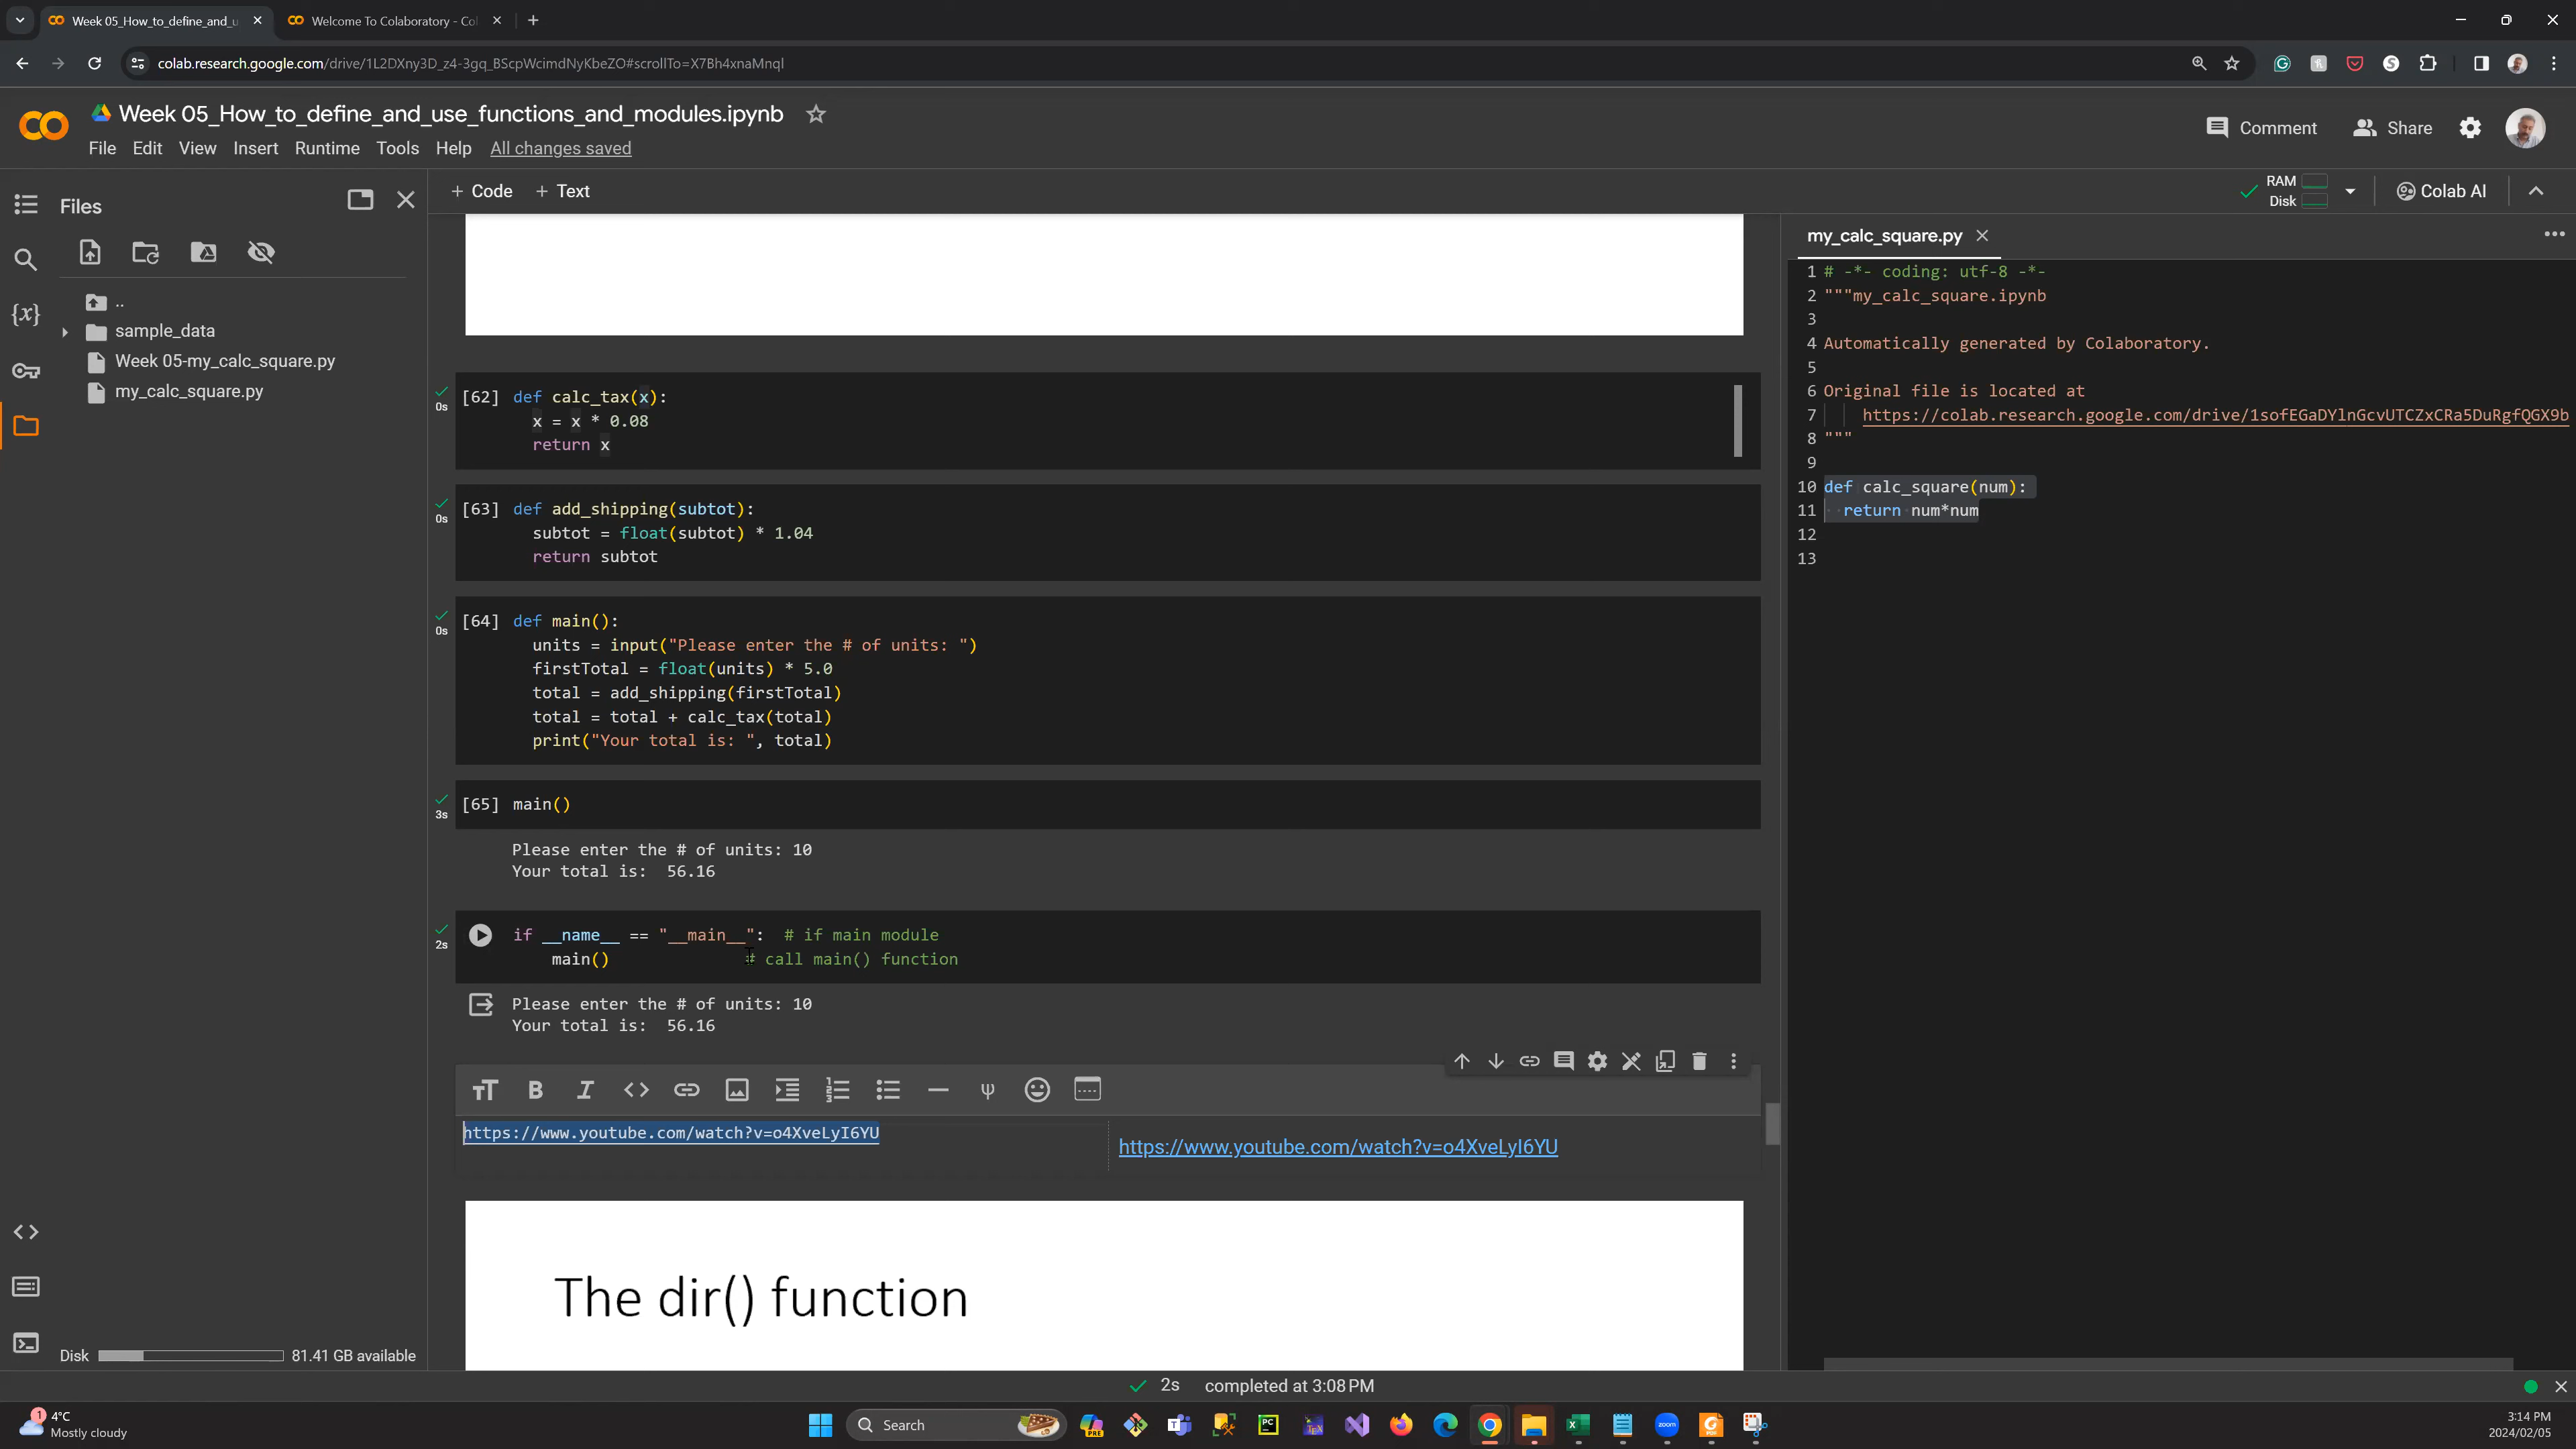 Week 05_How_to_define_and_u
Welcome To Colaboratory - Col
colab.research.google.com/drive/1L2DXny3D_z4-3gq_BScpWcimdNyKbeZO#scrollTo=X7Bh4xnaMnqI
Week 05_How_to_define_and_use_functions_and_modules.ipynb
Comment
Share
File Edit View Insert Runtime Tools Help All changes saved
Files
+ Code + Text
RAM
Disk
Colab AI
..
sample_data
Week 05-my_calc_square.py
my_calc_square.py
[62] def calc_tax(x):
x = x * 0.08
return x
0s
[63] def add_shipping(subtot):
subtot = float(subtot) * 1.04
return subtot
0s
[64] def main():
units = input("Please enter the # of units: ")
firstTotal = float(units) * 5.0
total = add_shipping(firstTotal)
total = total + calc_tax(total)
print("Your total is: ", total)
0s
[65] main()
3s
Please enter the # of units: 10
Your total is:  56.16
if __name__ == "__main__":  # if main module
main()              # call main() function
2s
Please enter the # of units: 10
Your total is:  56.16
https://www.youtube.com/watch?v=o4XveLyI6YU
https://www.youtube.com/watch?v=o4XveLyI6YU
The dir() function
my_calc_square.py
1 # -*- coding: utf-8 -*-
2 """my_calc_square.ipynb
3
4 Automatically generated by Colaboratory.
5
6 Original file is located at
7 https://colab.research.google.com/drive/1sofEGaDYlnGcvUTCZxCRa5DuRgfQGX9b
8 """
9
10 def calc_square(num):
11 return num*num
12
13
Disk 81.41 GB available
2s completed at 3:08 PM
1
4°C
Mostly cloudy
Search
3:14 PM
2024/02/05